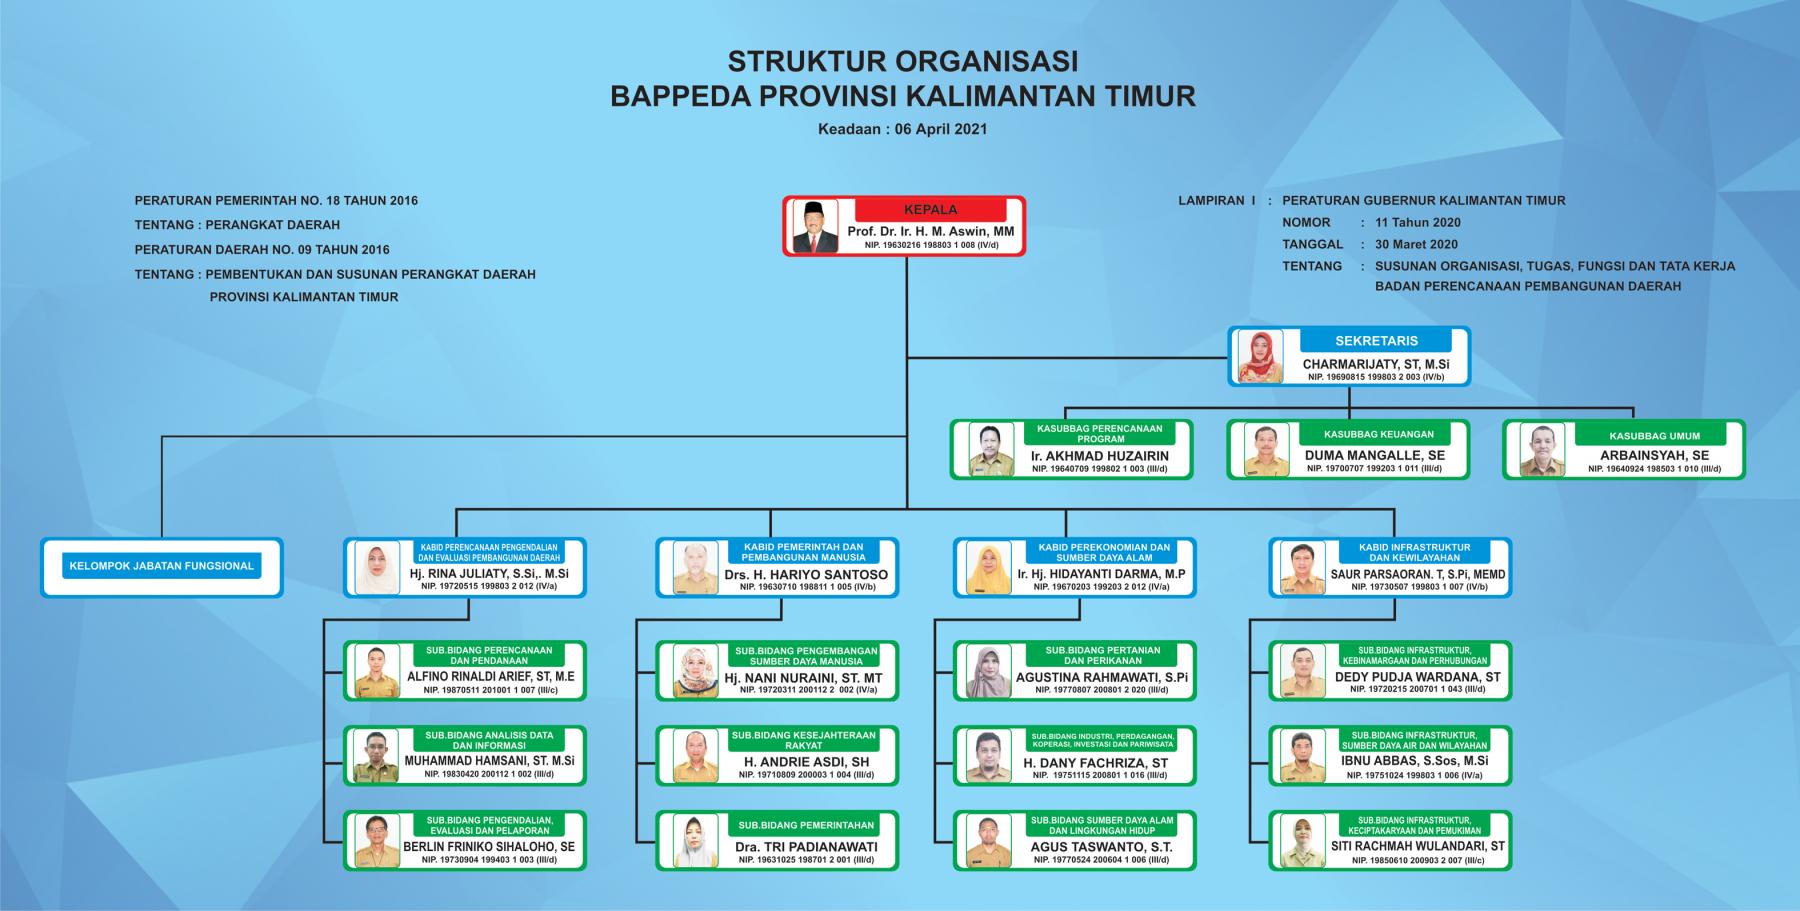 STRUKTUR ORGANISASI
BAPPEDA PROVINSI KALIMANTAN TIMUR
Keadaan : 06 April 2021
PERATURAN PEMERINTAH NO. 18 TAHUN 2016
TENTANG : PERANGKAT DAERAH
PERATURAN DAERAH NO. 09 TAHUN 2016
TENTANG : PEMBENTUKAN DAN SUSUNAN PERANGKAT DAERAH
PROVINSI KALIMANTAN TIMUR
KEPALA
Prof. Dr. Ir. H. M. Aswin, MM
NIP. 19630216 198803 1 008 (IV/d)
LAMPIRAN I : PERATURAN GUBERNUR KALIMANTAN TIMUR
NOMOR : 11 Tahun 2020
TANGGAL : 30 Maret 2020
TENTANG : SUSUNAN ORGANISASI, TUGAS, FUNGSI DAN TATA KERJA
BADAN PERENCANAAN PEMBANGUNAN DAERAH
SEKRETARIS
CHARMARIJATY, ST, M.Si
NIP. 19690815 199803 2 003 (IV/b)
KASUBBAG PERENCANAAN
PROGRAM
Ir. AKHMAD HUZAIRIN
NIP. 19640709 199802 1 003 (III/d)
KASUBBAG KEUANGAN
DUMA MANGALLE, SE
NIP. 19700707 199203 1 011 (III/d)
KASUBBAG UMUM
ARBAINSYAH, SE
NIP. 19640924 198503 1 010 (III/d)
KELOMPOK JABATAN FUNGSIONAL
KABID PERENCANAAN PENGENDALIAN
DAN EVALUASI PEMBANGUNAN DAERAH
Hj. RINA JULIATY, S.Si,. M.Si
NIP. 19720515 199803 2 012 (IV/a)
KABID PEMERINTAH DAN
PEMBANGUNAN MANUSIA
Drs. H. HARIYO SANTOSO
NIP. 19630710 198811 1 005 (IV/b)
KABID PEREKONOMIAN DAN
SUMBER DAYA ALAM
Ir. Hj. HIDAYANTI DARMA, M.P
NIP. 19670203 199203 2 012 (IV/a)
KABID INFRASTRUKTUR
DAN KEWILAYAHAN
SAUR PARSAORAN. T, S.Pi, MEMD
NIP. 19730507 199803 1 007 (IV/b)
SUB.BIDANG PERENCANAAN
DAN PENDANAAN
ALFINO RINALDI ARIEF, ST, M.E
NIP. 19870511 201001 1 007 (III/c)
SUB.BIDANG PENGEMBANGAN
SUMBER DAYA MANUSIA
Hj. NANI NURAINI, ST. MT
NIP. 19720311 200112 2 002 (IV/a)
SUB.BIDANG PERTANIAN
DAN PERIKANAN
AGUSTINA RAHMAWATI, S.Pi
NIP. 19770807 200801 2 020 (III/d)
SUB.BIDANG INFRASTRUKTUR,
KEBINAMARGAAN DAN PERHUBUNGAN
DEDY PUDJA WARDANA, ST
NIP. 19720215 200701 1 043 (III/d)
SUB.BIDANG ANALISIS DATA
DAN INFORMASI
MUHAMMAD HAMSANI, ST. M.Si
NIP. 19830420 200112 1 002 (III/d)
SUB.BIDANG KESEJAHTERAAN
RAKYAT
H. ANDRIE ASDI, SH
NIP. 19710809 200003 1 004 (III/d)
SUB.BIDANG INDUSTRI, PERDAGANGAN,
KOPERASI, INVESTASI DAN PARIWISATA
H. DANY FACHRIZA, ST
NIP. 19751115 200801 1 016 (III/d)
SUB.BIDANG INFRASTRUKTUR,
SUMBER DAYA AIR DAN WILAYAHAN
IBNU ABBAS, S.Sos, M.Si
NIP. 19751024 199803 1 006 (IV/a)
SUB.BIDANG PENGENDALIAN,
EVALUASI DAN PELAPORAN
BERLIN FRINIKO SIHALOHO, SE
NIP. 19730904 199403 1 003 (III/d)
SUB.BIDANG PEMERINTAHAN
Dra. TRI PADIANAWATI
NIP. 19631025 198701 2 001 (III/d)
SUB.BIDANG SUMBER DAYA ALAM
DAN LINGKUNGAN HIDUP
AGUS TASWANTO, S.T.
NIP. 19770524 200604 1 006 (III/d)
SUB.BIDANG INFRASTRUKTUR,
KECIPTAKARYAAN DAN PEMUKIMAN
SITI RACHMAH WULANDARI, ST
NIP. 19850610 200903 2 007 (III/c)